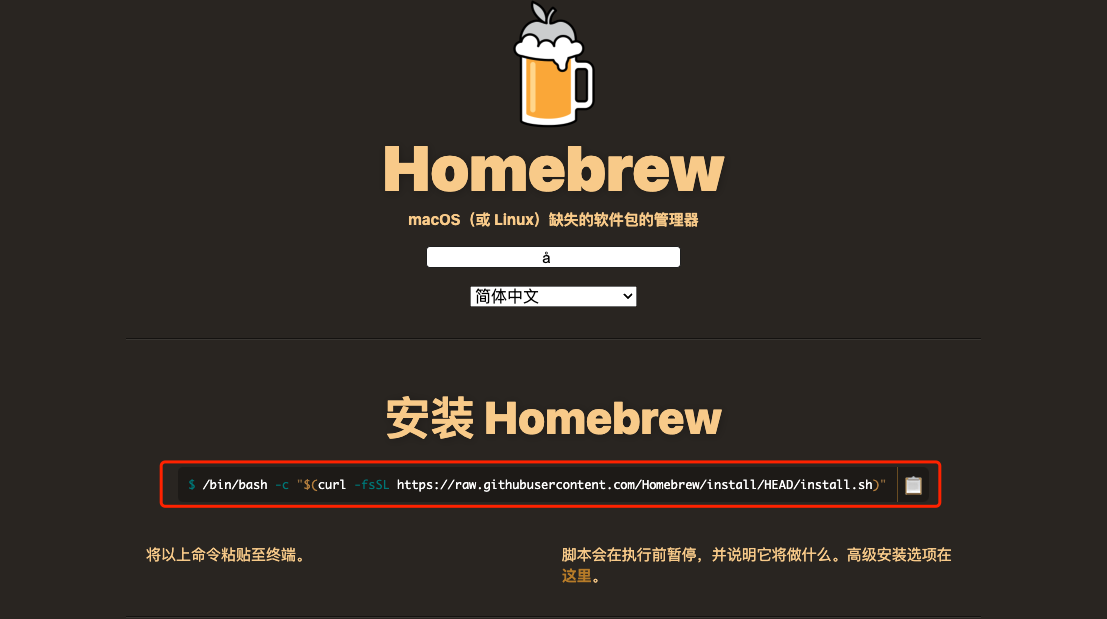 Homebrew
macOS（或 Linux）缺失的软件包的管理器
å
简体中文
安装 Homebrew
$ /bin/bash -c "$(curl -fsSL https://raw.githubusercontent.com/Homebrew/install/HEAD/install.sh)"
将以上命令粘贴至终端。
脚本会在执行前暂停，并说明它将做什么。高级安装选项在
这里。